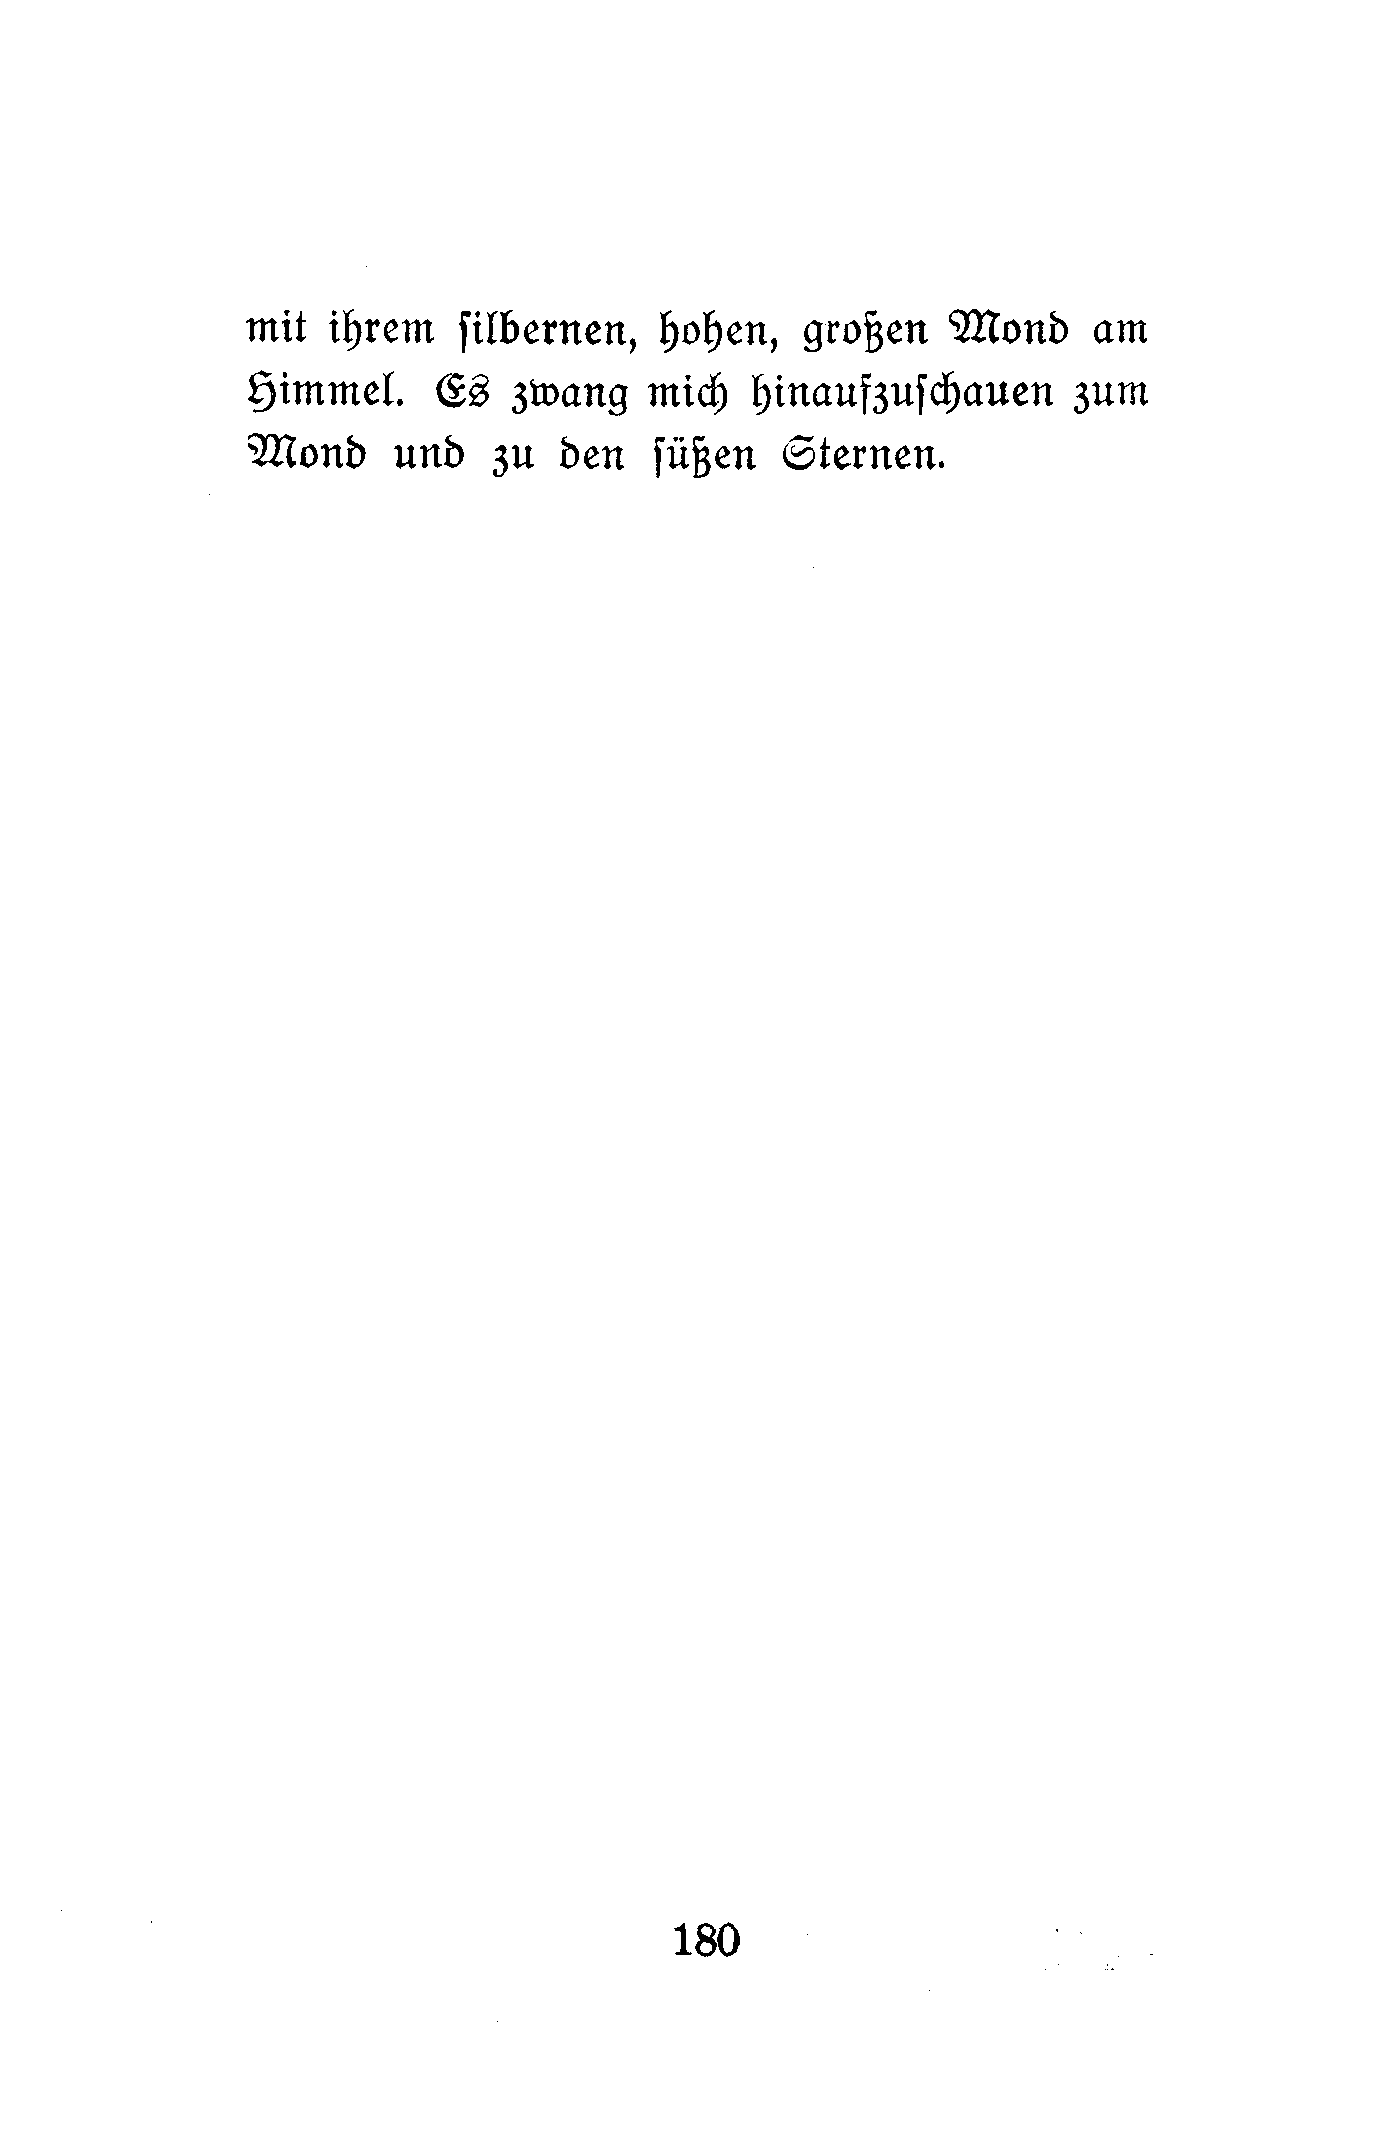 mit ihrem ſilbernen, hohen, großen Mond am
Himmel. Es zwang mich hinaufzuſchauen zum
Mond und zu den ſüßen Sternen.
180